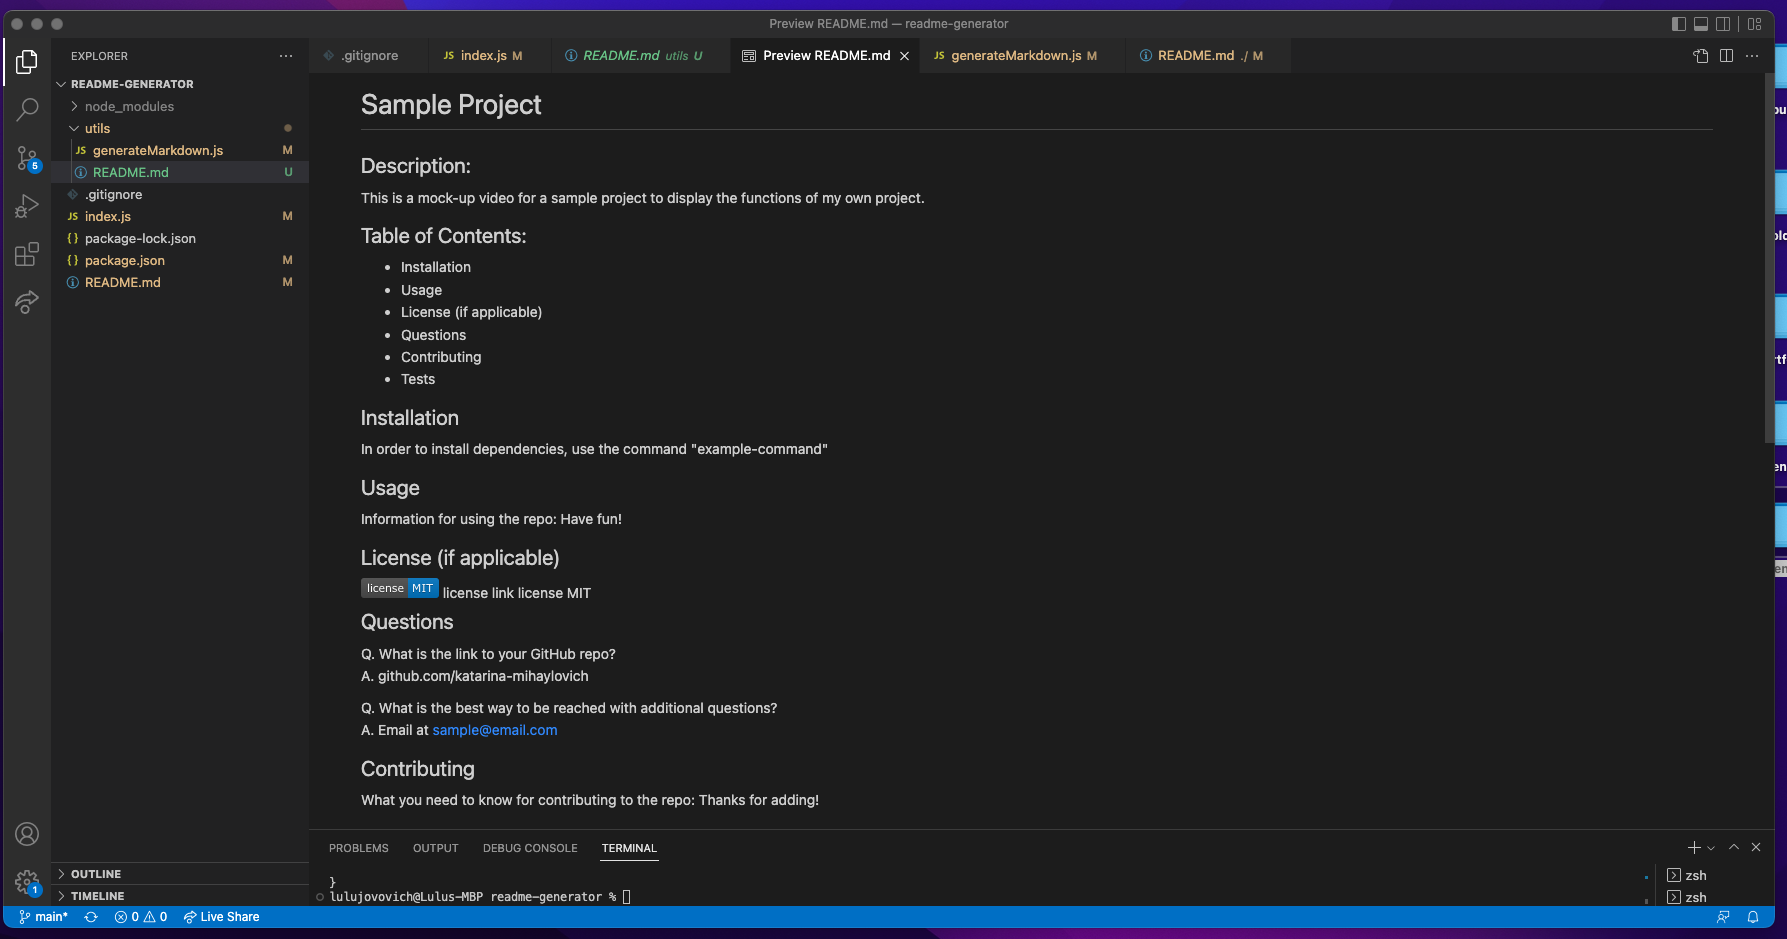 Preview README.md — readme-generator
EXPLORER
.gitignore
JS index.js M
README.md utils U
Preview README.md
JS generateMarkdown.js M
README.md ./ M
README-GENERATOR
node_modules
utils
JS generateMarkdown.js M
README.md U
.gitignore
JS index.js M
{} package-lock.json
{} package.json M
README.md M
5
Sample Project
Description:
This is a mock-up video for a sample project to display the functions of my own project.
Table of Contents:
• Installation
• Usage
• License (if applicable)
• Questions
• Contributing
• Tests
Installation
In order to install dependencies, use the command "example-command"
Usage
Information for using the repo: Have fun!
License (if applicable)
license MIT license link license MIT
Questions
Q. What is the link to your GitHub repo?
A. github.com/katarina-mihaylovich
Q. What is the best way to be reached with additional questions?
A. Email at sample@email.com
Contributing
What you need to know for contributing to the repo: Thanks for adding!
PROBLEMS OUTPUT DEBUG CONSOLE TERMINAL
}
lulujovovich@Lulus-MBP readme-generator %
zsh
zsh
OUTLINE
TIMELINE
1
main* 0 0 Live Share